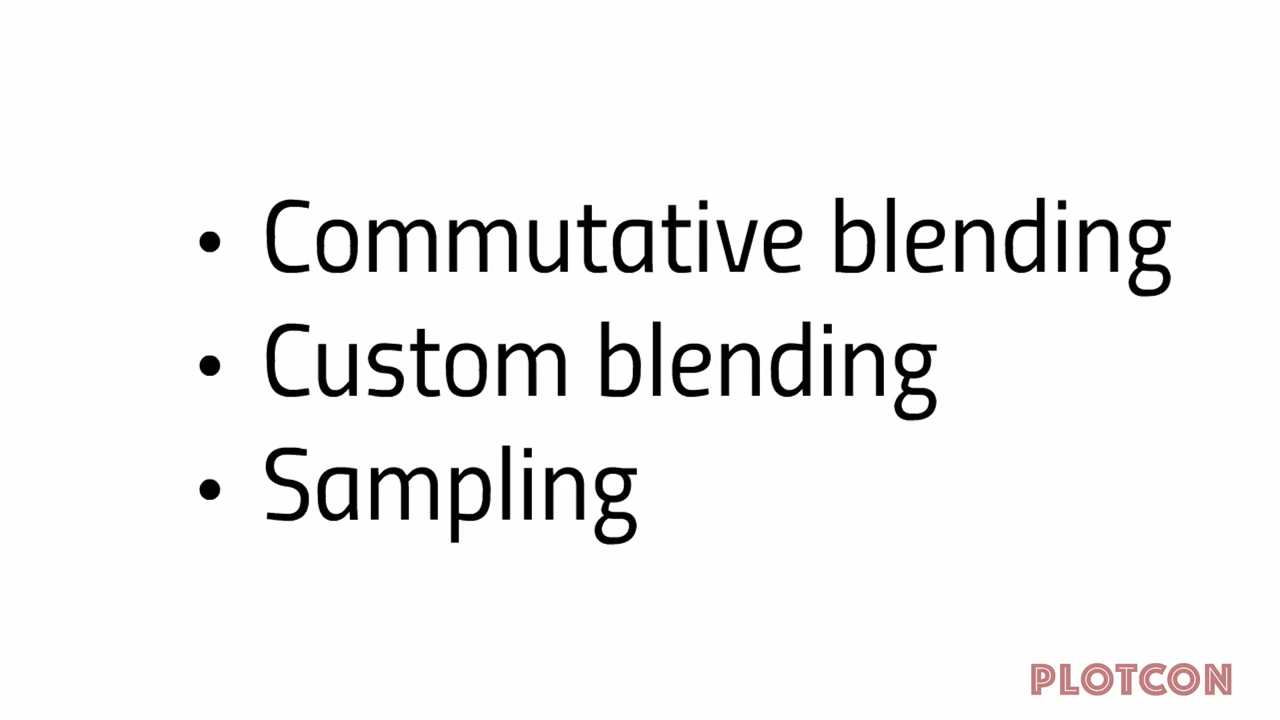 • Commutative blending
• Custom blending
• Sampling
PLOTCON